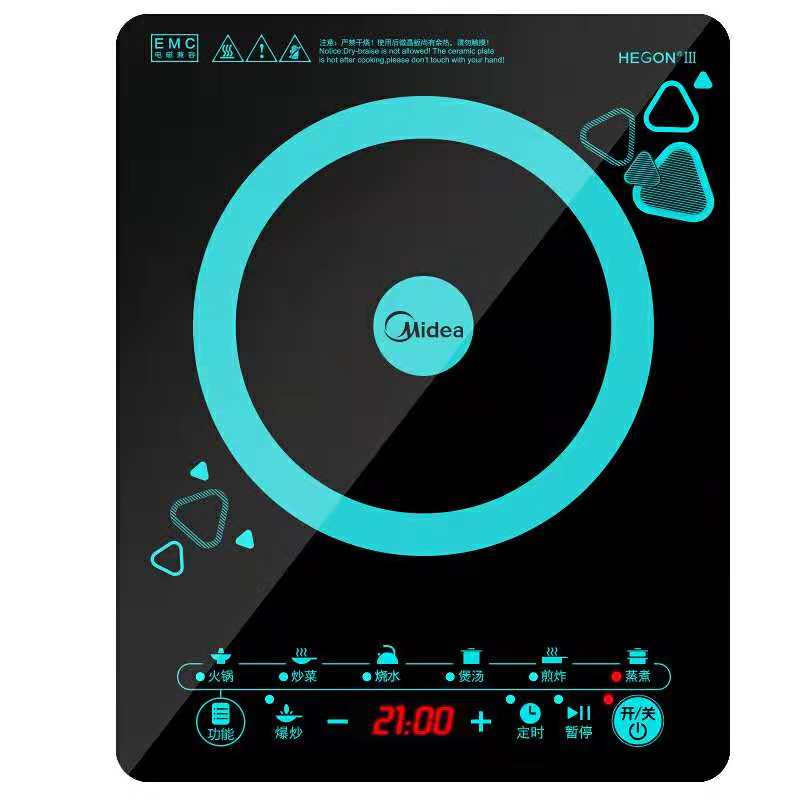 EMC
电磁兼容
注意：严禁干烧！使用后微晶板尚有余热，请勿触摸！
Notice:Dry-braise is not allowed! The ceramic plate
is hot after cooking,please don't touch with your hand!
HEGON®III
Midea
火锅 炒菜 烧水 煲汤 煎炸 蒸煮
功能 爆炒 − 21:00 + 定时 暂停 开/关